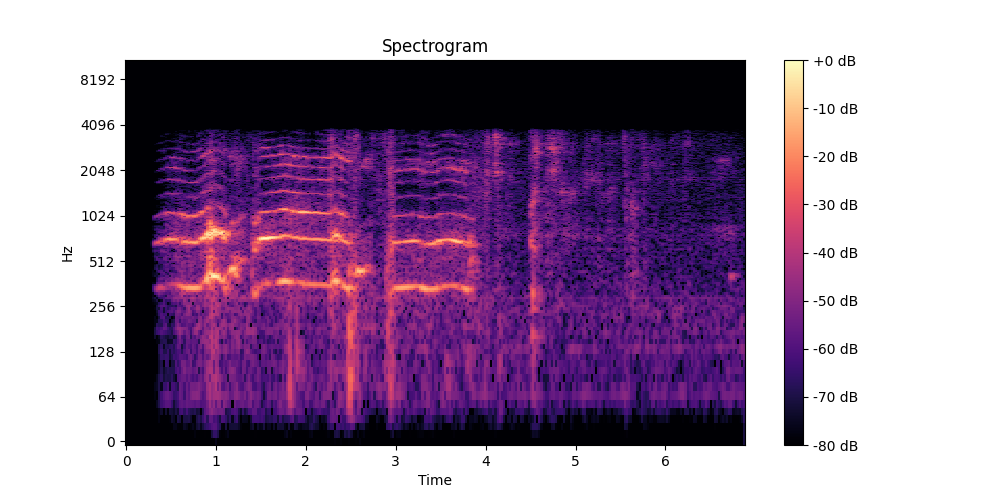 Spectrogram
8192
4096
2048
1024
512
256
128
64
0
Hz
0 1 2 3 4 5 6
Time
+0 dB
-10 dB
-20 dB
-30 dB
-40 dB
-50 dB
-60 dB
-70 dB
-80 dB